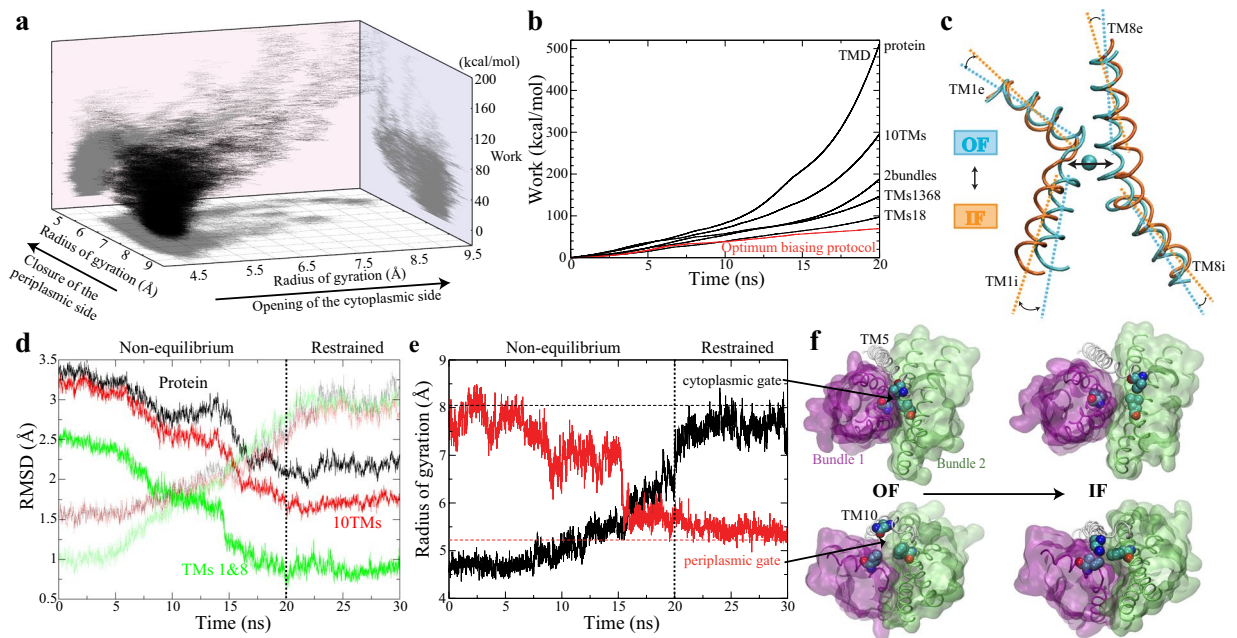 a
(kcal/mol)
200
160
120
Work
80
40
0
5
6
7
8
9
Radius of gyration (Å)
Closure of the
periplasmic side
4.5
5.5
6.5
7.5
8.5
9.5
Radius of gyration (Å)
Opening of the cytoplasmic side
b
Work (kcal/mol)
500
400
300
200
100
0
0
5
10
15
20
Time (ns)
TMD
protein
10TMs
2bundles
TMs1368
TMs18
Optimum biasing protocol
c
TM8e
TM1e
OF
IF
TM1i
TM8i
d
Non-equilibrium
Restrained
RMSD (Å)
3.5
3
2.5
2
1.5
1
0.5
Protein
10TMs
TMs 1&8
0
5
10
15
20
25
30
Time (ns)
e
Non-equilibrium
Restrained
Radius of gyration (Å)
9
8
7
6
5
4
cytoplasmic gate
periplasmic gate
0
5
10
15
20
25
30
Time (ns)
f
TM5
Bundle 1
Bundle 2
OF
IF
TM10